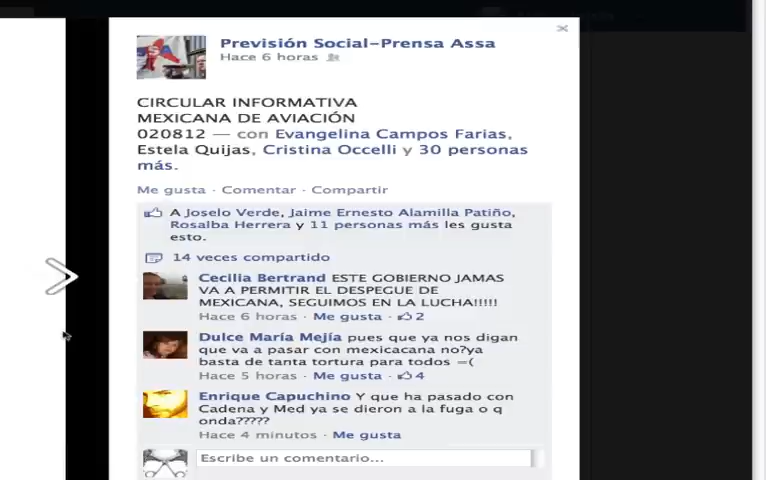 Previsión Social-Prensa Assa
Hace 6 horas
CIRCULAR INFORMATIVA
MEXICANA DE AVIACIÓN
020812 — con Evangelina Campos Farias,
Estela Quijas, Cristina Occelli y 30 personas
más.
Me gusta · Comentar · Compartir
A Joselo Verde, Jaime Ernesto Alamilla Patiño,
Rosalba Herrera y 11 personas más les gusta
esto.
14 veces compartido
Cecilia Bertrand ESTE GOBIERNO JAMAS
VA A PERMITIR EL DESPEGUE DE
MEXICANA, SEGUIMOS EN LA LUCHA!!!!!
Hace 6 horas · Me gusta · 2
Dulce María Mejía pues que ya nos digan
que va a pasar con mexicacana no?ya
basta de tanta tortura para todos =(
Hace 5 horas · Me gusta · 4
Enrique Capuchino Y que ha pasado con
Cadena y Med ya se dieron a la fuga o q
onda?????
Hace 4 minutos · Me gusta
Escribe un comentario...